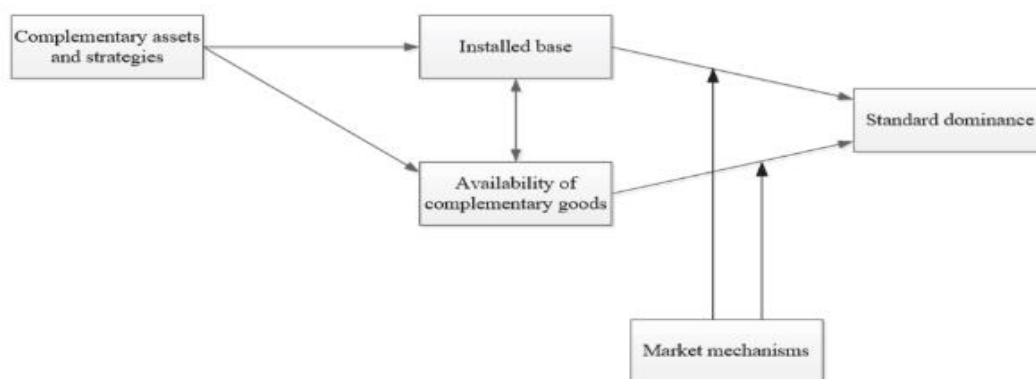 Complementary assets
and strategies
Installed base
Standard dominance
Availability of
complementary goods
Market mechanisms